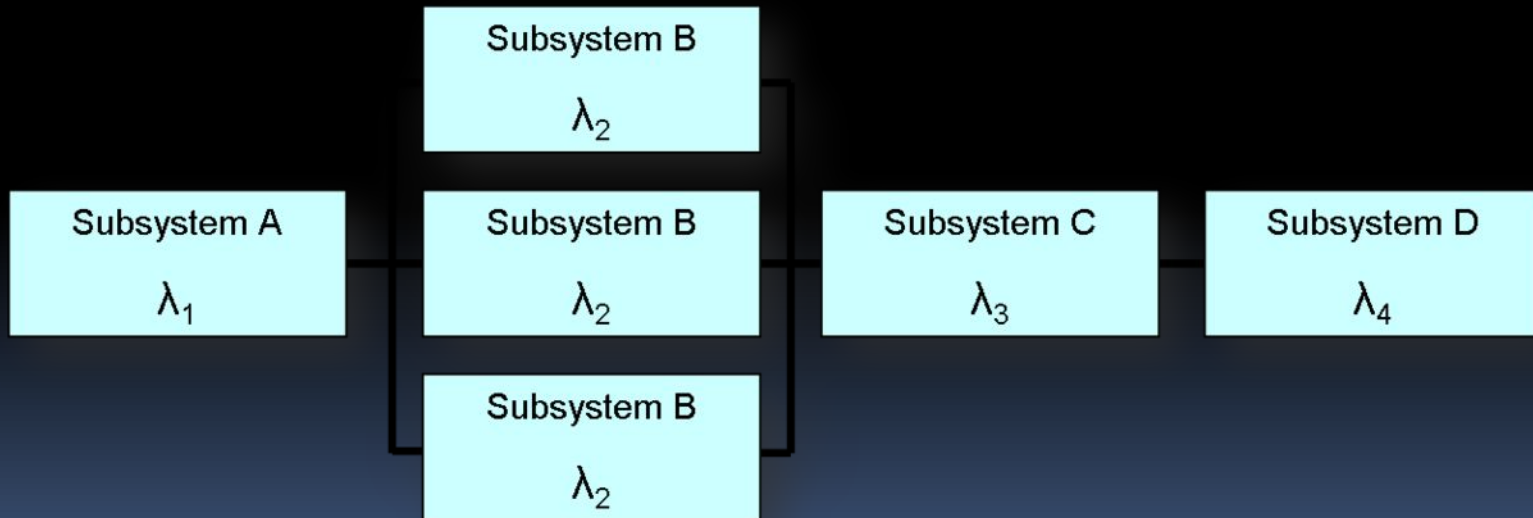 Subsystem B
λ₂
Subsystem A
λ₁
Subsystem B
λ₂
Subsystem C
λ₃
Subsystem D
λ₄
Subsystem B
λ₂